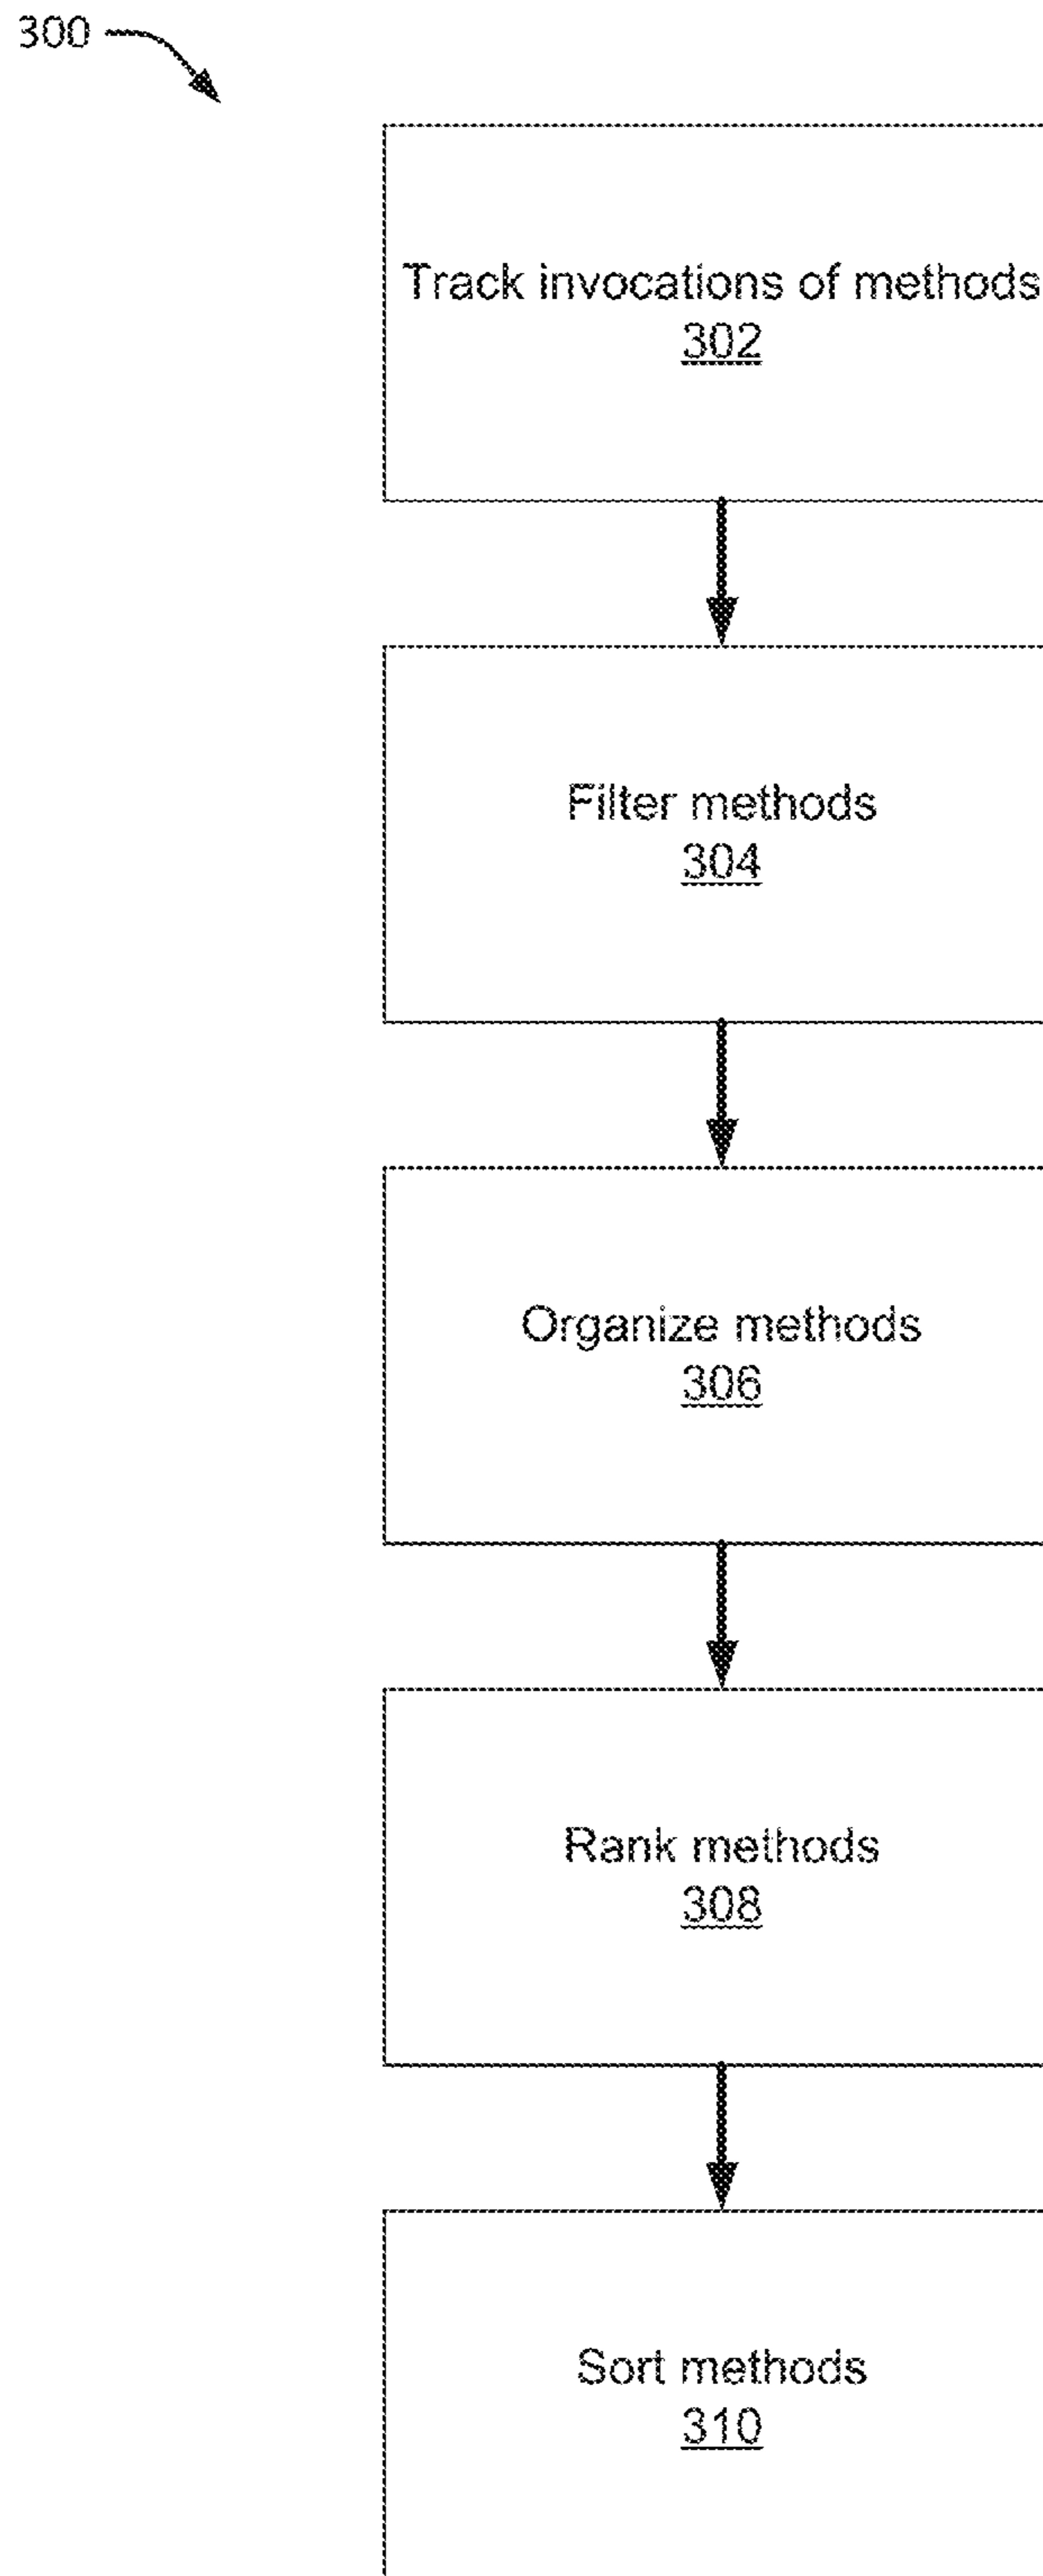 300
Track invocations of methods
302
Filter methods
304
Organize methods
306
Rank methods
308
Sort methods
310